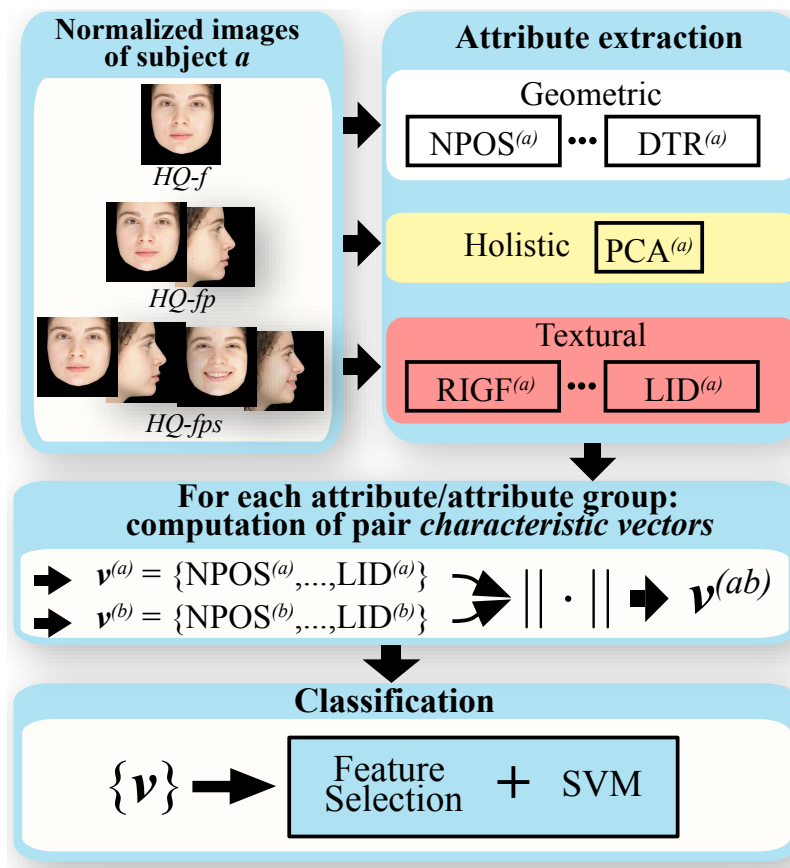 Normalized images
of subject a
HQ-f
HQ-fp
HQ-fps
Attribute extraction
Geometric
NPOS(a) ... DTR(a)
Holistic PCA(a)
Textural
RIGF(a) ... LID(a)
For each attribute/attribute group:
computation of pair characteristic vectors
v(a) = {NPOS(a),...,LID(a)}
v(b) = {NPOS(b),...,LID(b)}
|| · || v(ab)
Classification
{v} Feature
Selection + SVM